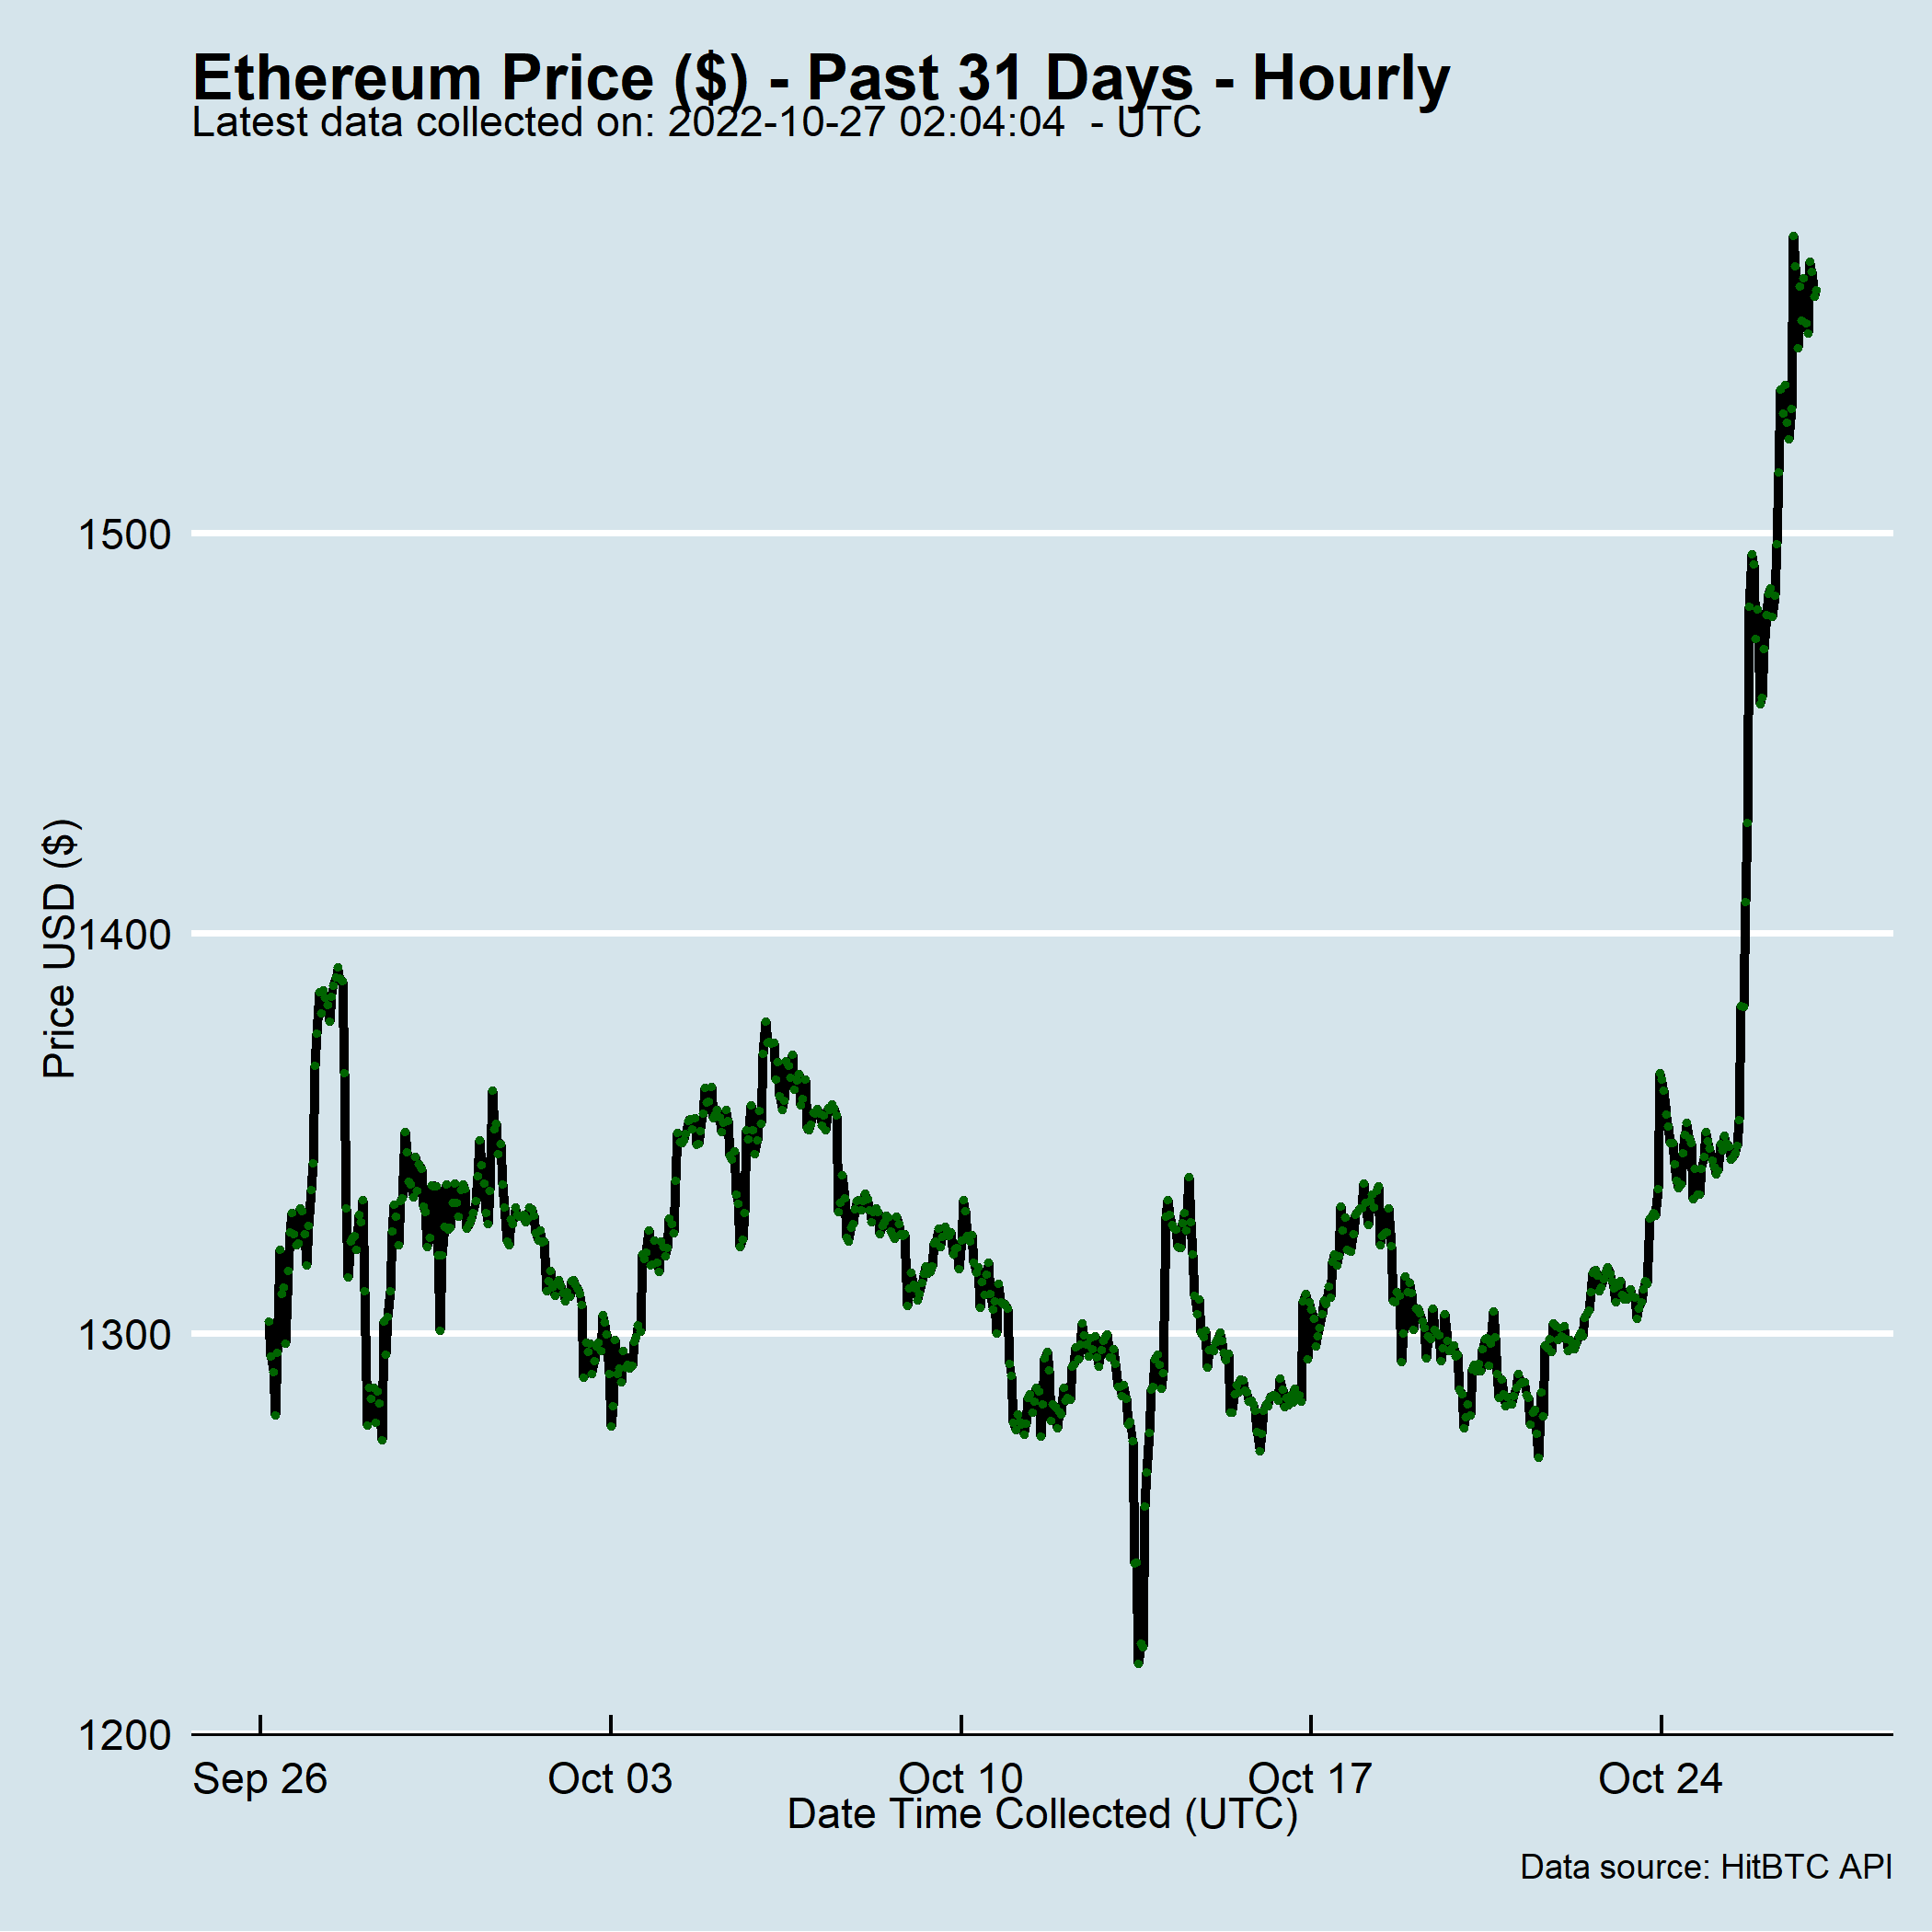 Ethereum Price ($) - Past 31 Days - Hourly
Latest data collected on: 2022-10-27 02:04:04  - UTC
Price USD ($)
1500
1400
1300
1200
Sep 26
Oct 03
Oct 10
Oct 17
Oct 24
Date Time Collected (UTC)
Data source: HitBTC API